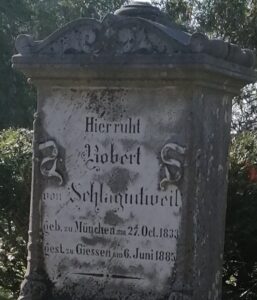 Hier ruht
Robert
von Schlagintweit
geb. zu München am 27. Oct. 1833
gest. zu Giessen am 6. Juni 1885